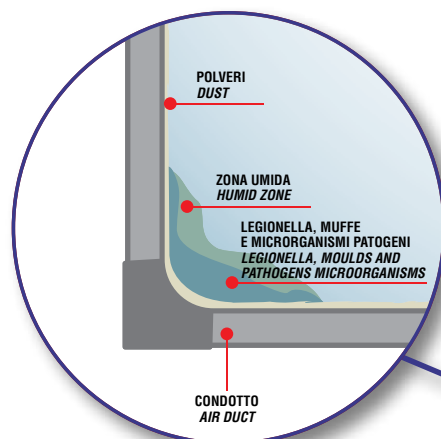 POLVERI
DUST
ZONA UMIDA
HUMID ZONE
LEGIONELLA, MUFFE
E MICRORGANISMI PATOGENI
LEGIONELLA, MOULDS AND
PATHOGENS MICROORGANISMS
CONDOTTO
AIR DUCT